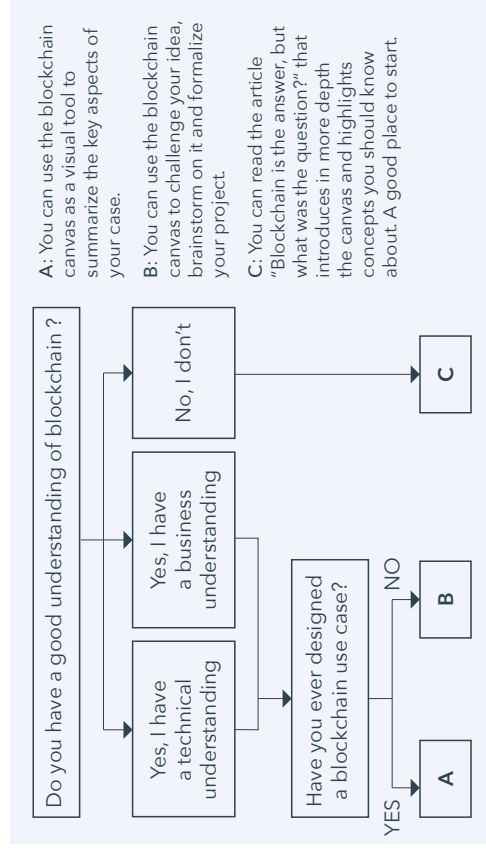 Do you have a good understanding of blockchain ?
Yes, I have
a technical
understanding
Yes, I have
a business
understanding
No, I don’t
Have you ever designed
a blockchain use case?
YES
NO
A
B
C
A: You can use the blockchain
canvas as a visual tool to
summarize the key aspects of
your case.
B: You can use the blockchain
canvas to challenge your idea,
brainstorm on it and formalize
your project.
C: You can read the article
“Blockchain is the answer, but
what was the question?” that
introduces in more depth
the canvas and highlights
concepts you should know
about. A good place to start.